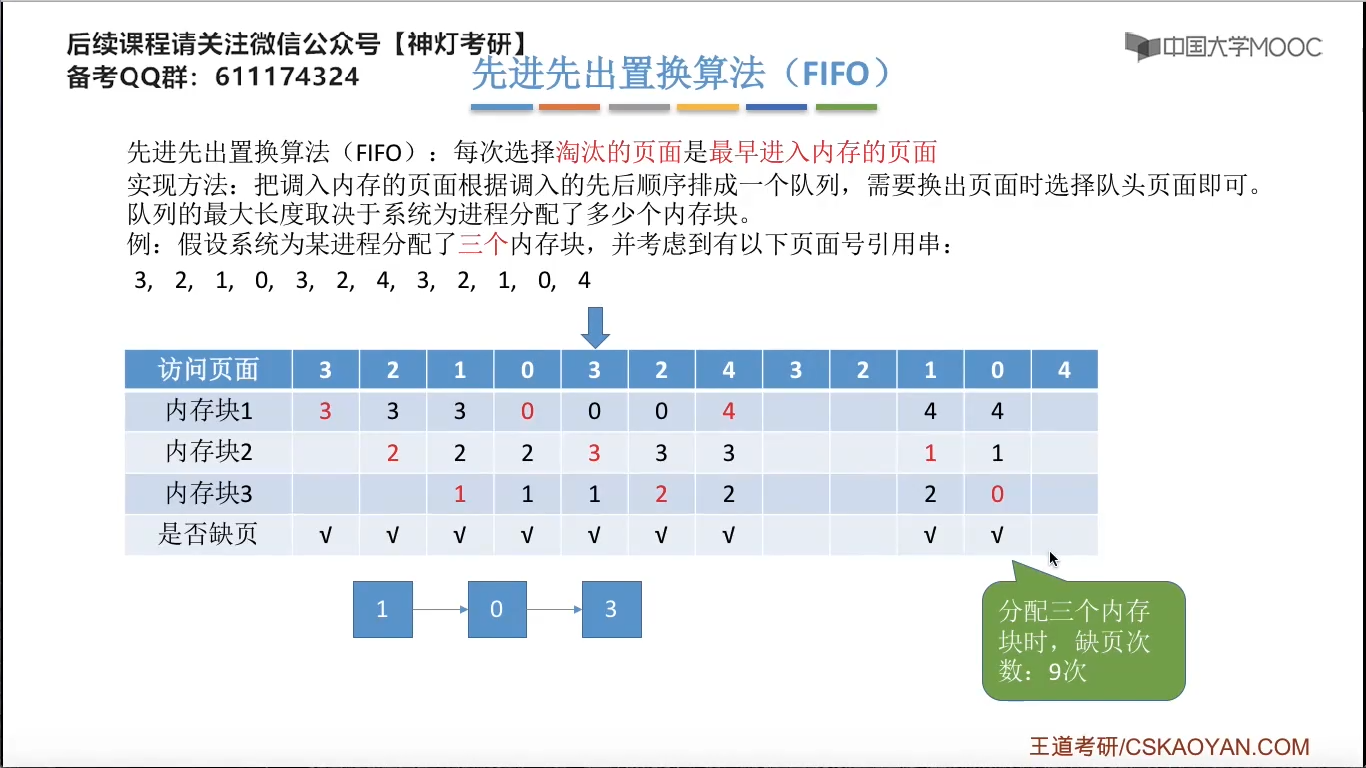 后续课程请关注微信公众号【神灯考研】
备考QQ群：611174324
中国大学MOOC
先进先出置换算法（FIFO）
先进先出置换算法（FIFO）：每次选择淘汰的页面是最早进入内存的页面
实现方法：把调入内存的页面根据调入的先后顺序排成一个队列，需要换出页面时选择队头页面即可。
队列的最大长度取决于系统为进程分配了多少个内存块。
例：假设系统为某进程分配了三个内存块，并考虑到有以下页面号引用串：
3, 2, 1, 0, 3, 2, 4, 3, 2, 1, 0, 4
访问页面 3 2 1 0 3 2 4 3 2 1 0 4
内存块1 3 3 3 0 0 0 4 4 4
内存块2 2 2 2 3 3 3 1 1
内存块3 1 1 1 2 2 2 0
是否缺页 √ √ √ √ √ √ √ √ √
1 0 3
分配三个内存
块时，缺页次
数：9次
王道考研/CSKAOYAN.COM